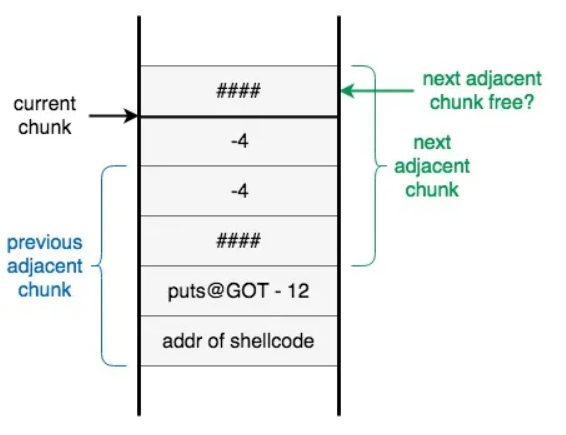 ####
next adjacent
chunk free?
current
chunk
-4
next
adjacent
chunk
-4
####
previous
adjacent
chunk
puts@GOT - 12
addr of shellcode